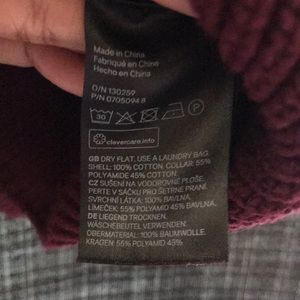 Made in China
Fabriqué en Chine
Hecho en China
O/N 130259
P/N 07050948
30
P
clevercare.info
GB DRY FLAT. USE A LAUNDRY BAG
SHELL: 100% COTTON. COLLAR: 55%
POLYAMIDE 45% COTTON.
CZ SUŠENÍ NA VODOROVNÉ PLOŠE.
PERTE V SÁČKU PRO ŠETRNÉ PRANÍ.
SVRCHNÍ LÁTKA: 100% BAVLNA.
LÍMEČEK: 55% POLYAMID 45% BAVLNA.
DE LIEGEND TROCKNEN.
WÄSCHEBEUTEL VERWENDEN.
OBERMATERIAL: 100% BAUMWOLLE.
KRAGEN: 55% POLYAMID 45%